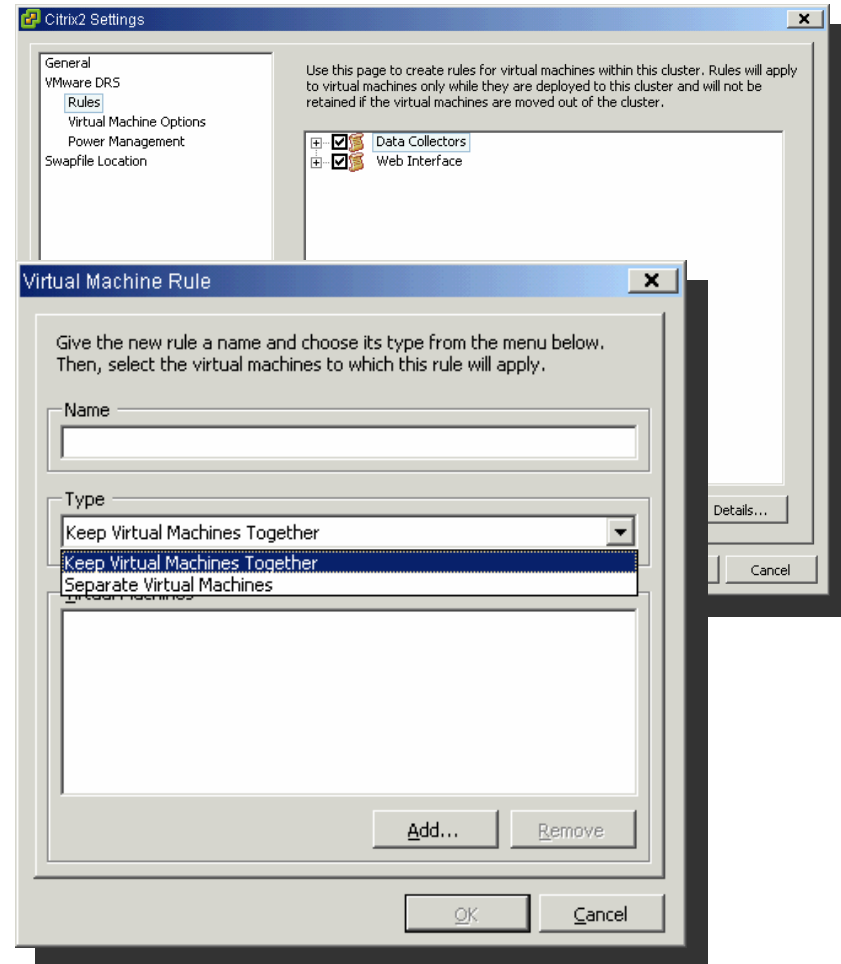 Citrix2 Settings
General
VMware DRS
Rules
Virtual Machine Options
Power Management
Swapfile Location
Use this page to create rules for virtual machines within this cluster. Rules will apply
to virtual machines only while they are deployed to this cluster and will not be
retained if the virtual machines are moved out of the cluster.
Data Collectors
Web Interface
Details...
Cancel
Virtual Machine Rule
Give the new rule a name and choose its type from the menu below.
Then, select the virtual machines to which this rule will apply.
Name
Type
Keep Virtual Machines Together
Keep Virtual Machines Together
Separate Virtual Machines
Virtual Machines
Add...
Remove
OK
Cancel